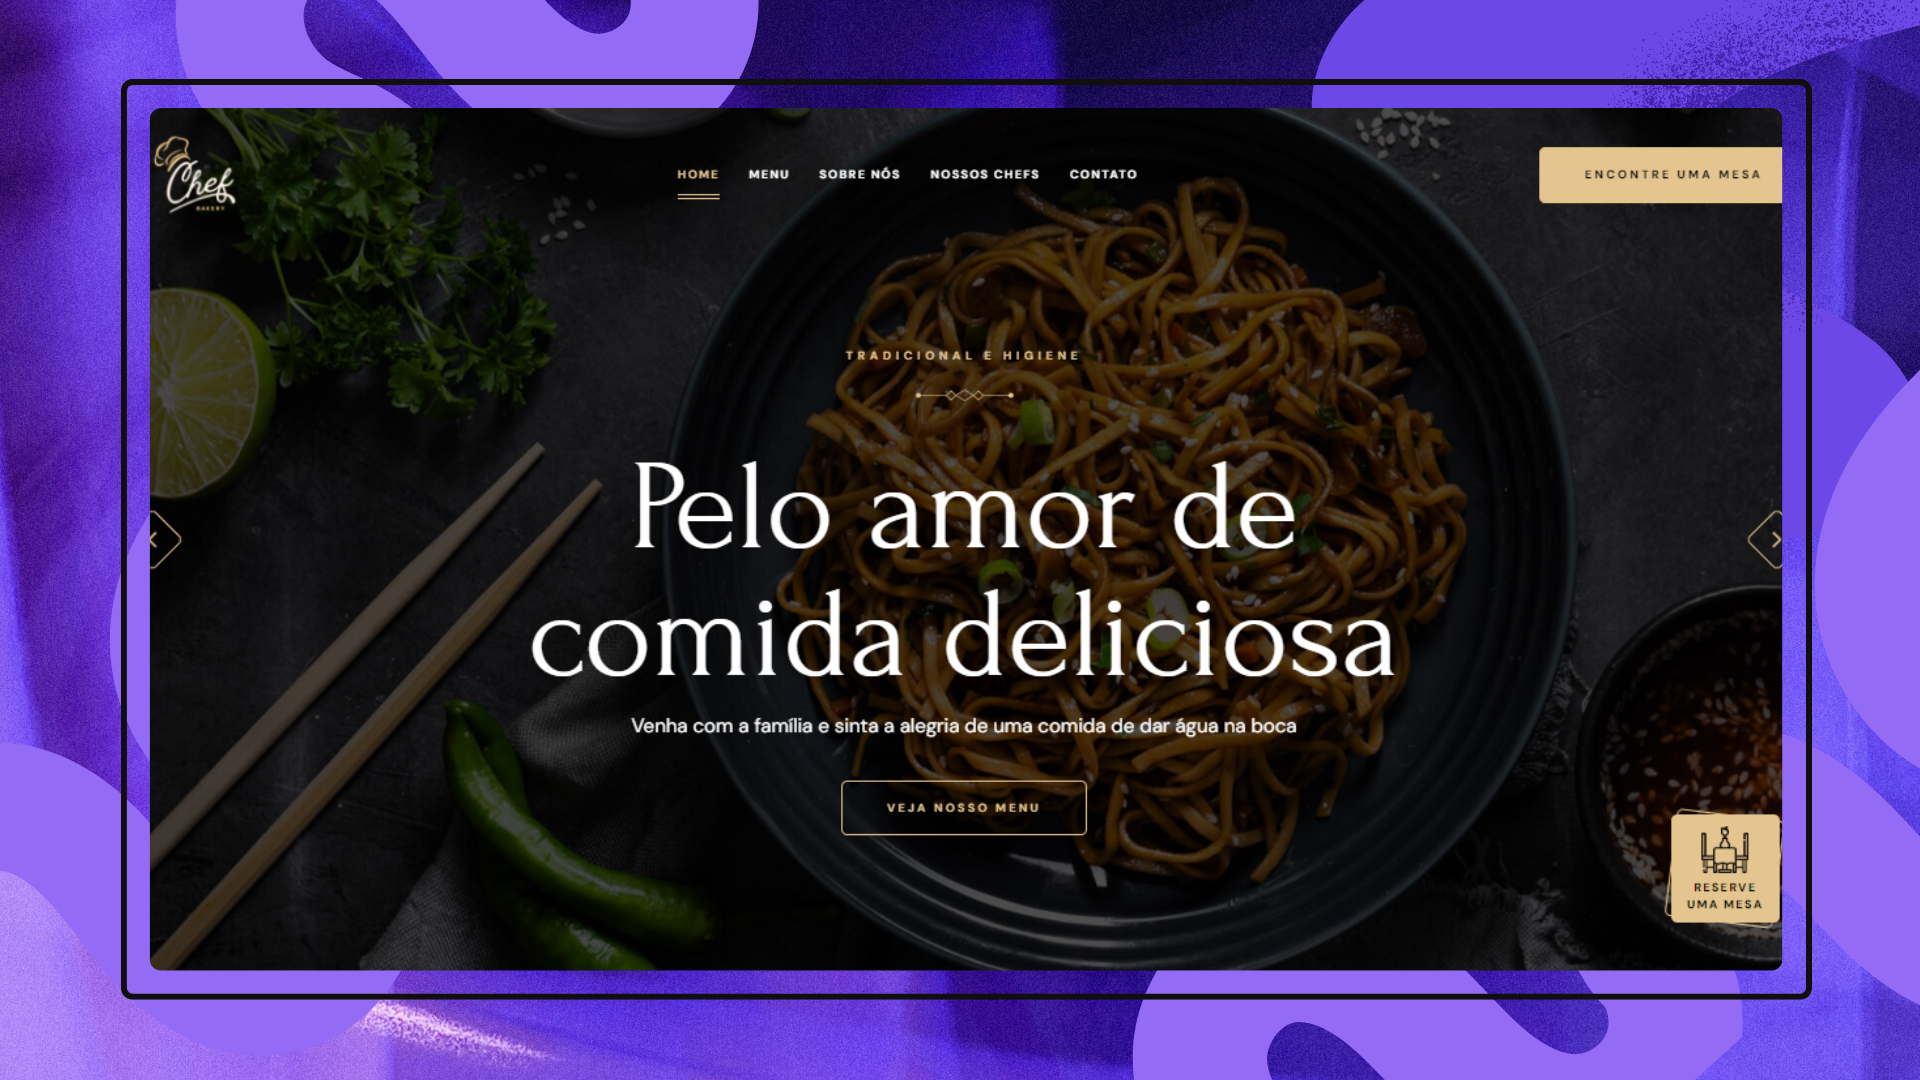 Chef
BAKERY
HOME
MENU
SOBRE NÓS
NOSSOS CHEFS
CONTATO
ENCONTRE UMA MESA
TRADICIONAL E HIGIENE
Pelo amor de
comida deliciosa
Venha com a família e sinta a alegria de uma comida de dar água na boca
VEJA NOSSO MENU
RESERVE
UMA MESA